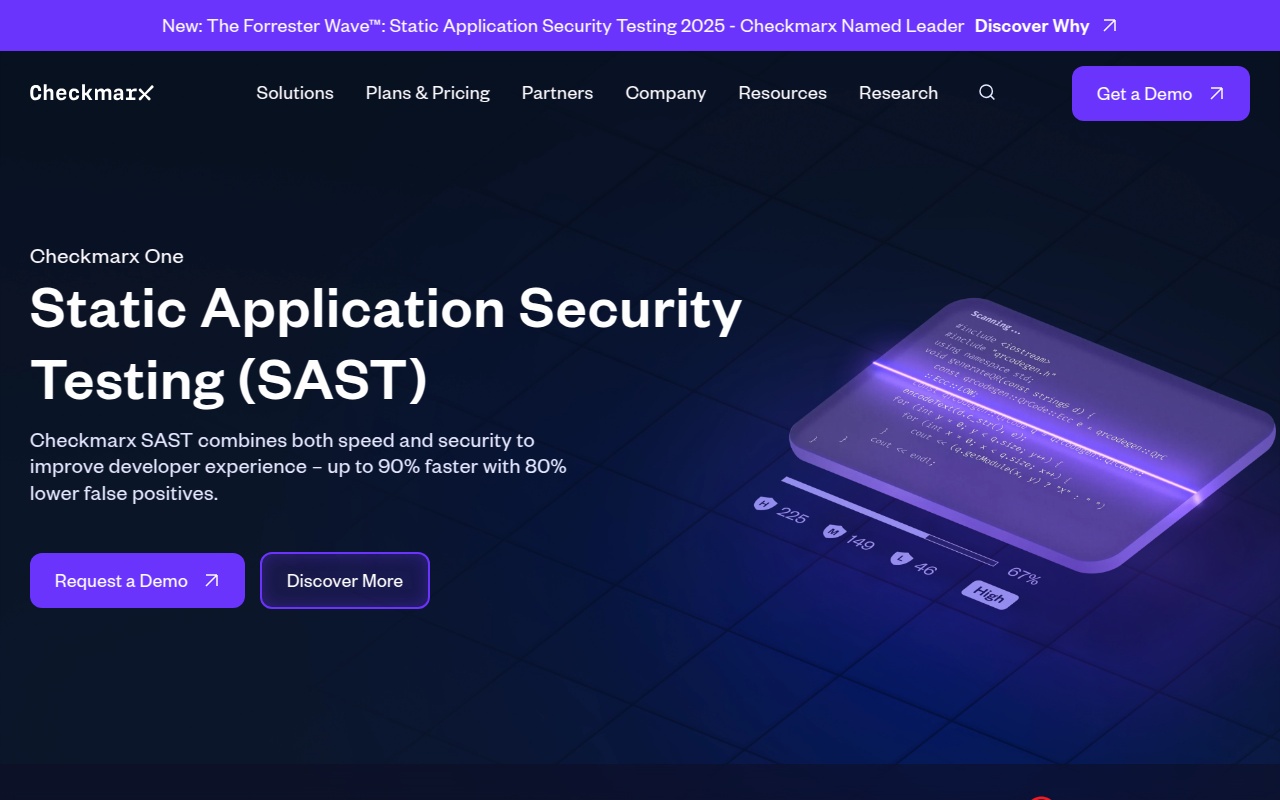 New: The Forrester Wave™: Static Application Security Testing 2025 - Checkmarx Named Leader Discover Why
Checkmarx
Solutions
Plans & Pricing
Partners
Company
Resources
Research
Get a Demo
Checkmarx One
Static Application Security
Testing (SAST)
Checkmarx SAST combines both speed and security to
improve developer experience – up to 90% faster with 80%
lower false positives.
Request a Demo
Discover More
Scanning...
#include <iostream>
#include "qrcodegen.h"
using namespace std;
void generateQR(const string& d) {
const qrcodegen::QrCode::Ecc e = qrcodegen::QrC
::Ecc::LOW;
encodeText(d.c_str(), e);
for (int y = 0; y < q.size; y++) {
for (int x = 0; x < q.size; x++) {
cout << (q.getModule(x, y) ? "X" : " ");
}
cout << endl;
} }
H 225
M 149
L 46
67%
High